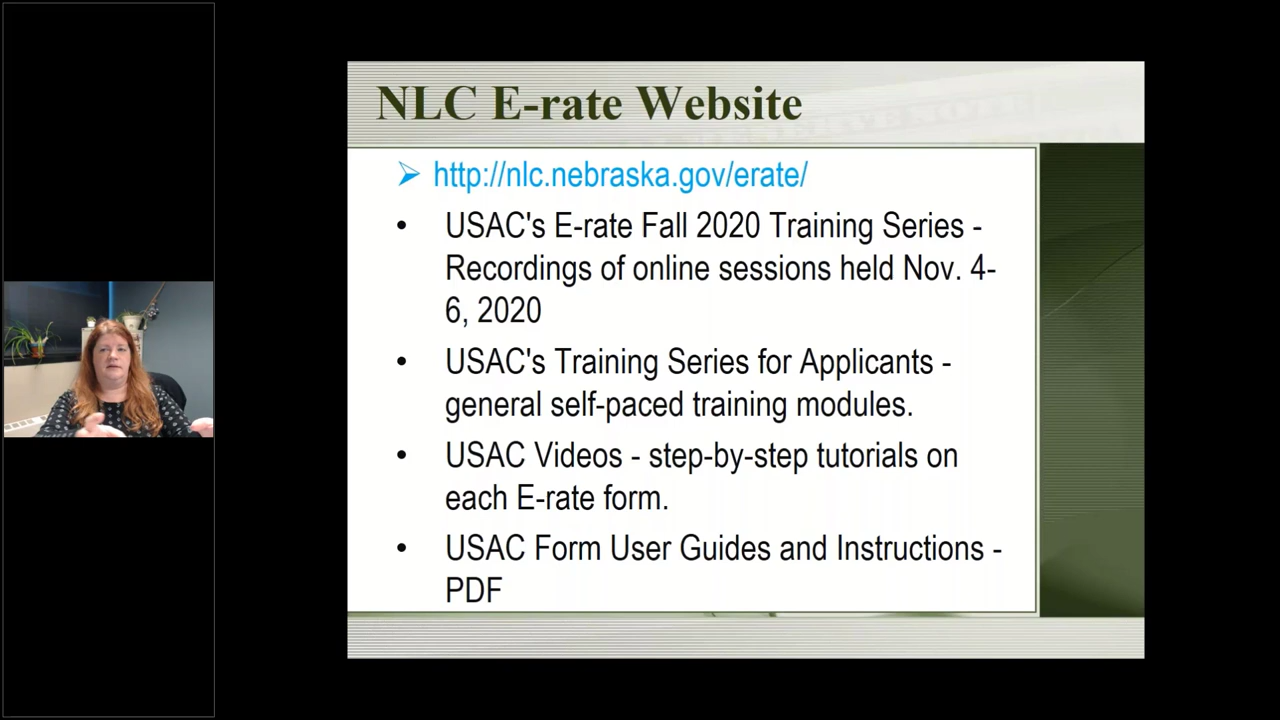 NLC E-rate Website
http://nlc.nebraska.gov/erate/
USAC's E-rate Fall 2020 Training Series -
Recordings of online sessions held Nov. 4-
6, 2020
USAC's Training Series for Applicants -
general self-paced training modules.
USAC Videos - step-by-step tutorials on
each E-rate form.
USAC Form User Guides and Instructions -
PDF